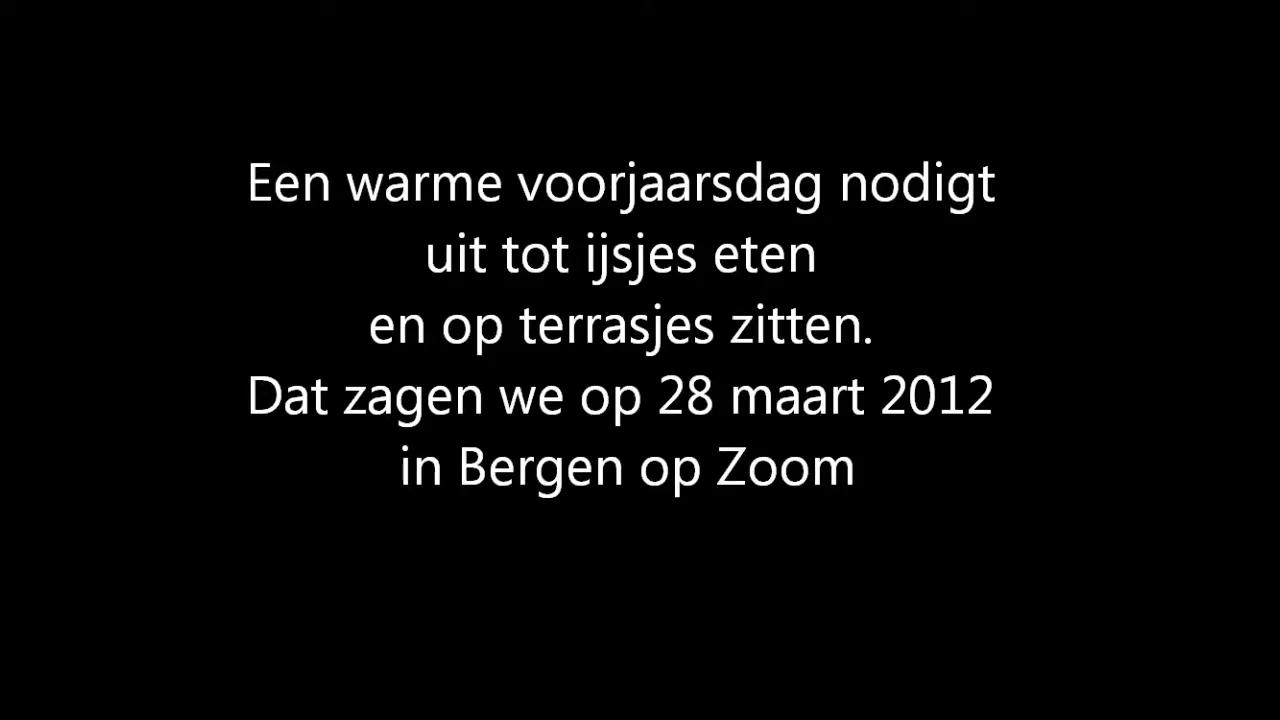 Een warme voorjaarsdag nodigt
uit tot ijsjes eten
en op terrasjes zitten.
Dat zagen we op 28 maart 2012
in Bergen op Zoom